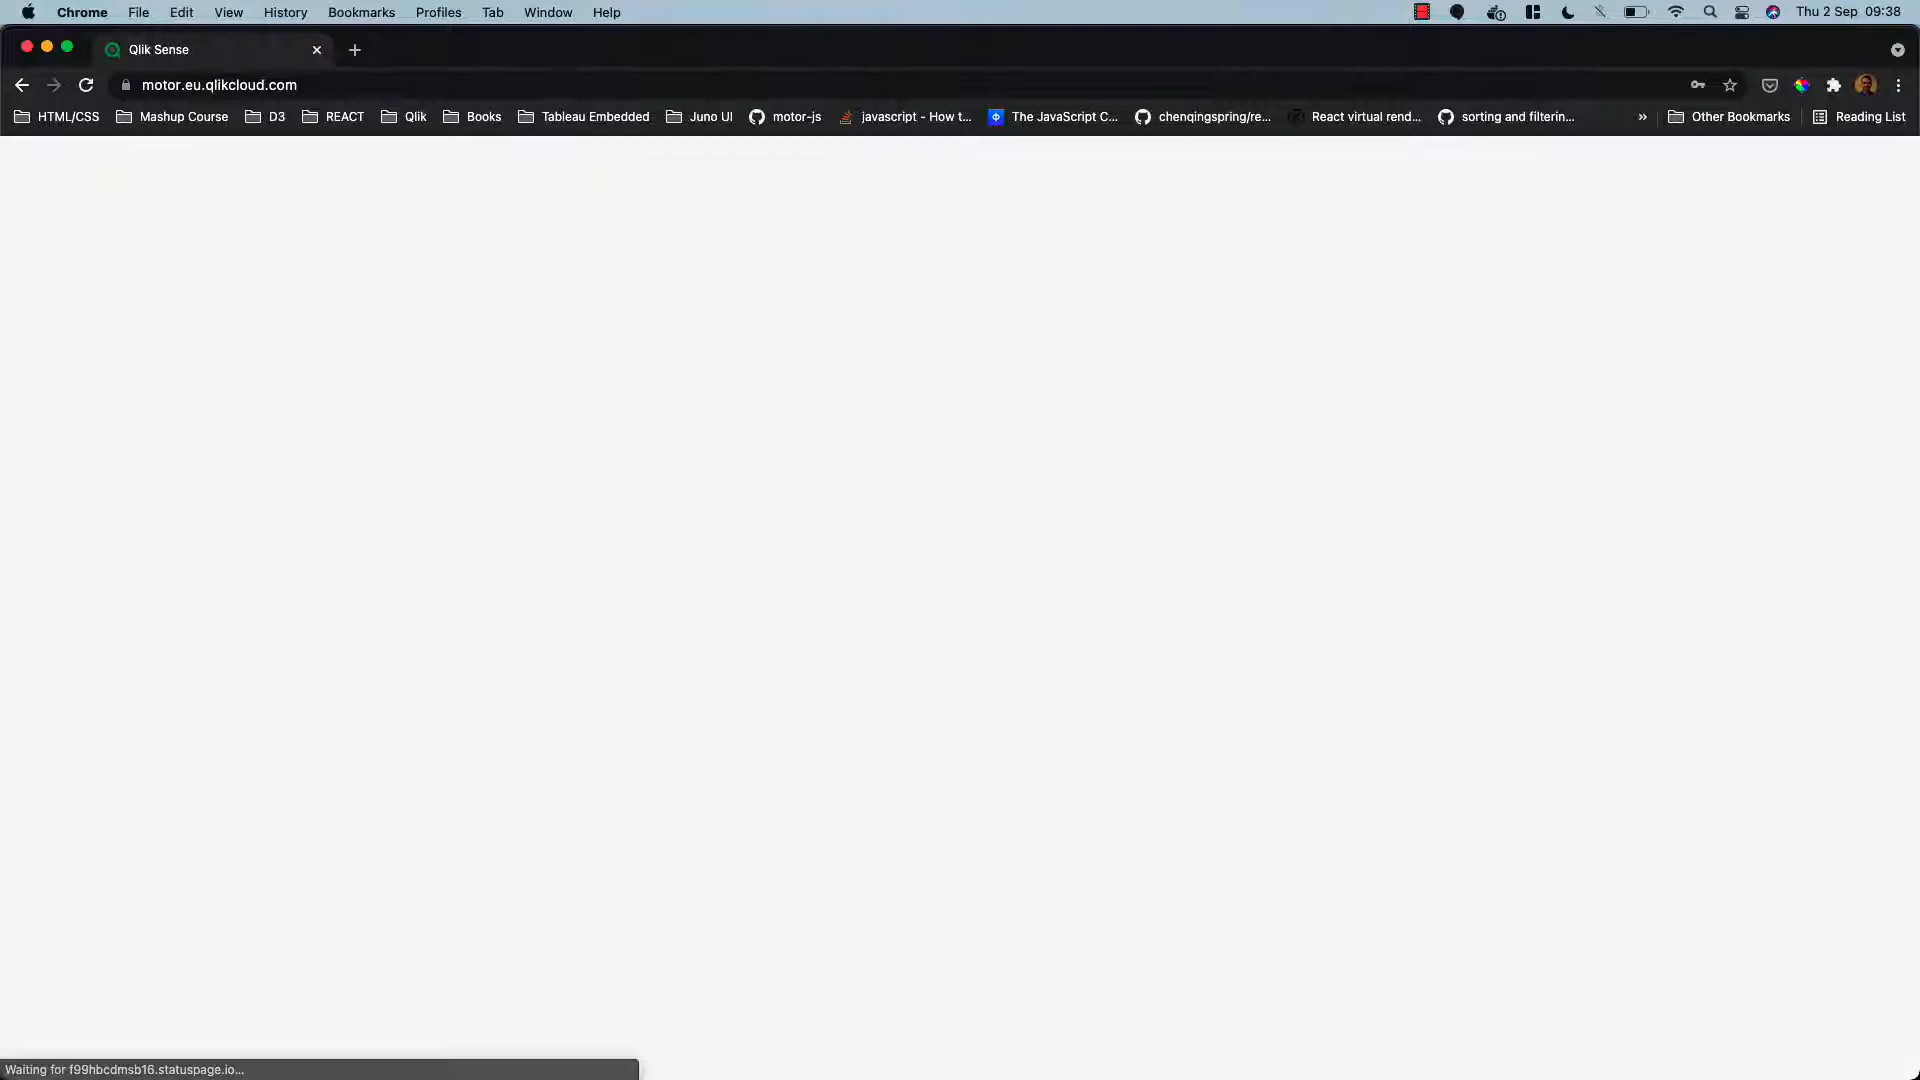 Chrome File Edit View History Bookmarks Profiles Tab Window Help Thu 2 Sep 09:38
Qlik Sense
motor.eu.qlikcloud.com
HTML/CSS Mashup Course D3 REACT Qlik Books Tableau Embedded Juno UI motor-js javascript - How t... The JavaScript C... chenqingspring/re... React virtual rend... sorting and filterin... » Other Bookmarks Reading List
Waiting for f99hbcdmsb16.statuspage.io...